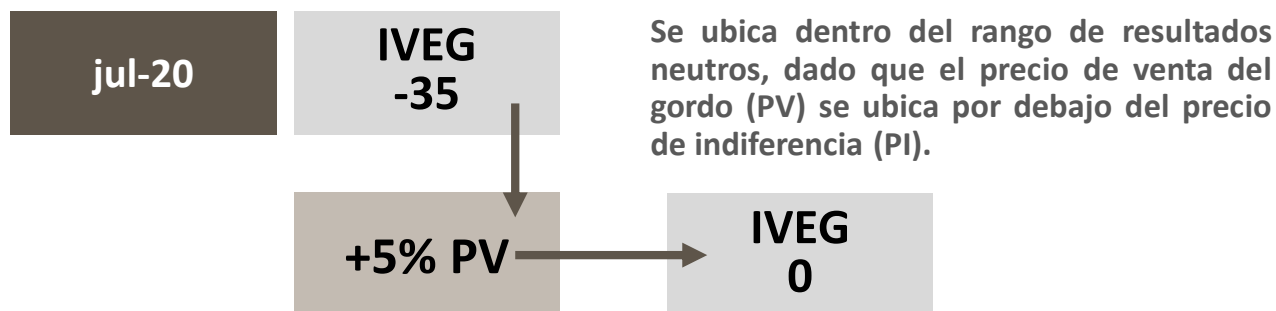 jul-20
IVEG
-35
Se ubica dentro del rango de resultados
neutros, dado que el precio de venta del
gordo (PV) se ubica por debajo del precio
de indiferencia (PI).
+5% PV
IVEG
0